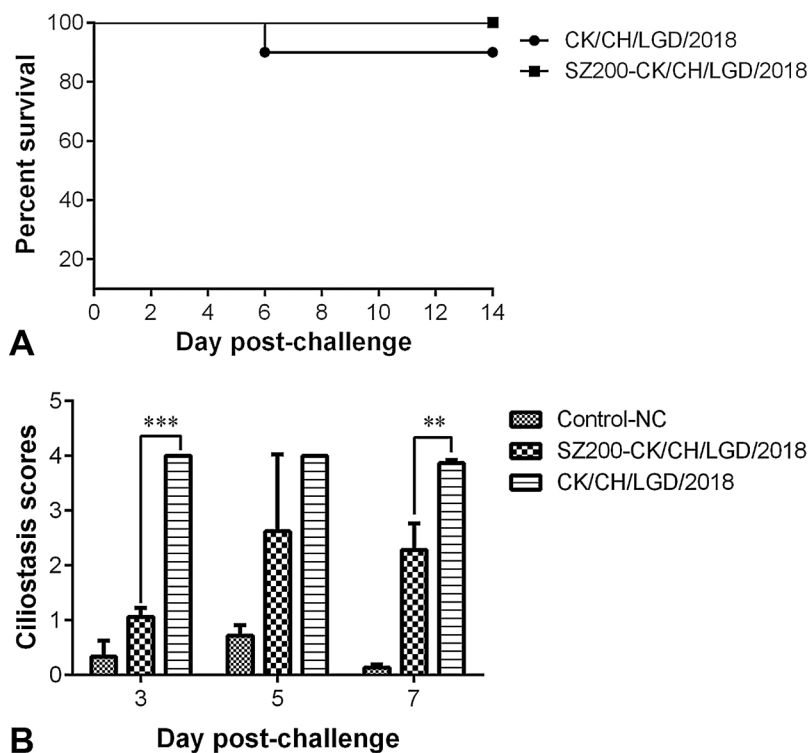 100
80
60
40
20
Percent survival
0 2 4 6 8 10 12 14
Day post-challenge
A
CK/CH/LGD/2018
SZ200-CK/CH/LGD/2018
5
4
3
2
1
0
Ciliostasis scores
***
**
3 5 7
Day post-challenge
B
Control-NC
SZ200-CK/CH/LGD/2018
CK/CH/LGD/2018